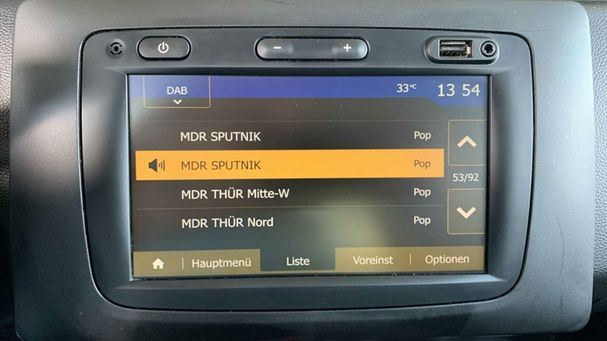 DAB
33°C
13 54
MDR SPUTNIK Pop
MDR SPUTNIK Pop
53/92
MDR THÜR Mitte-W Pop
MDR THÜR Nord Pop
Hauptmenü Liste Voreinst Optionen